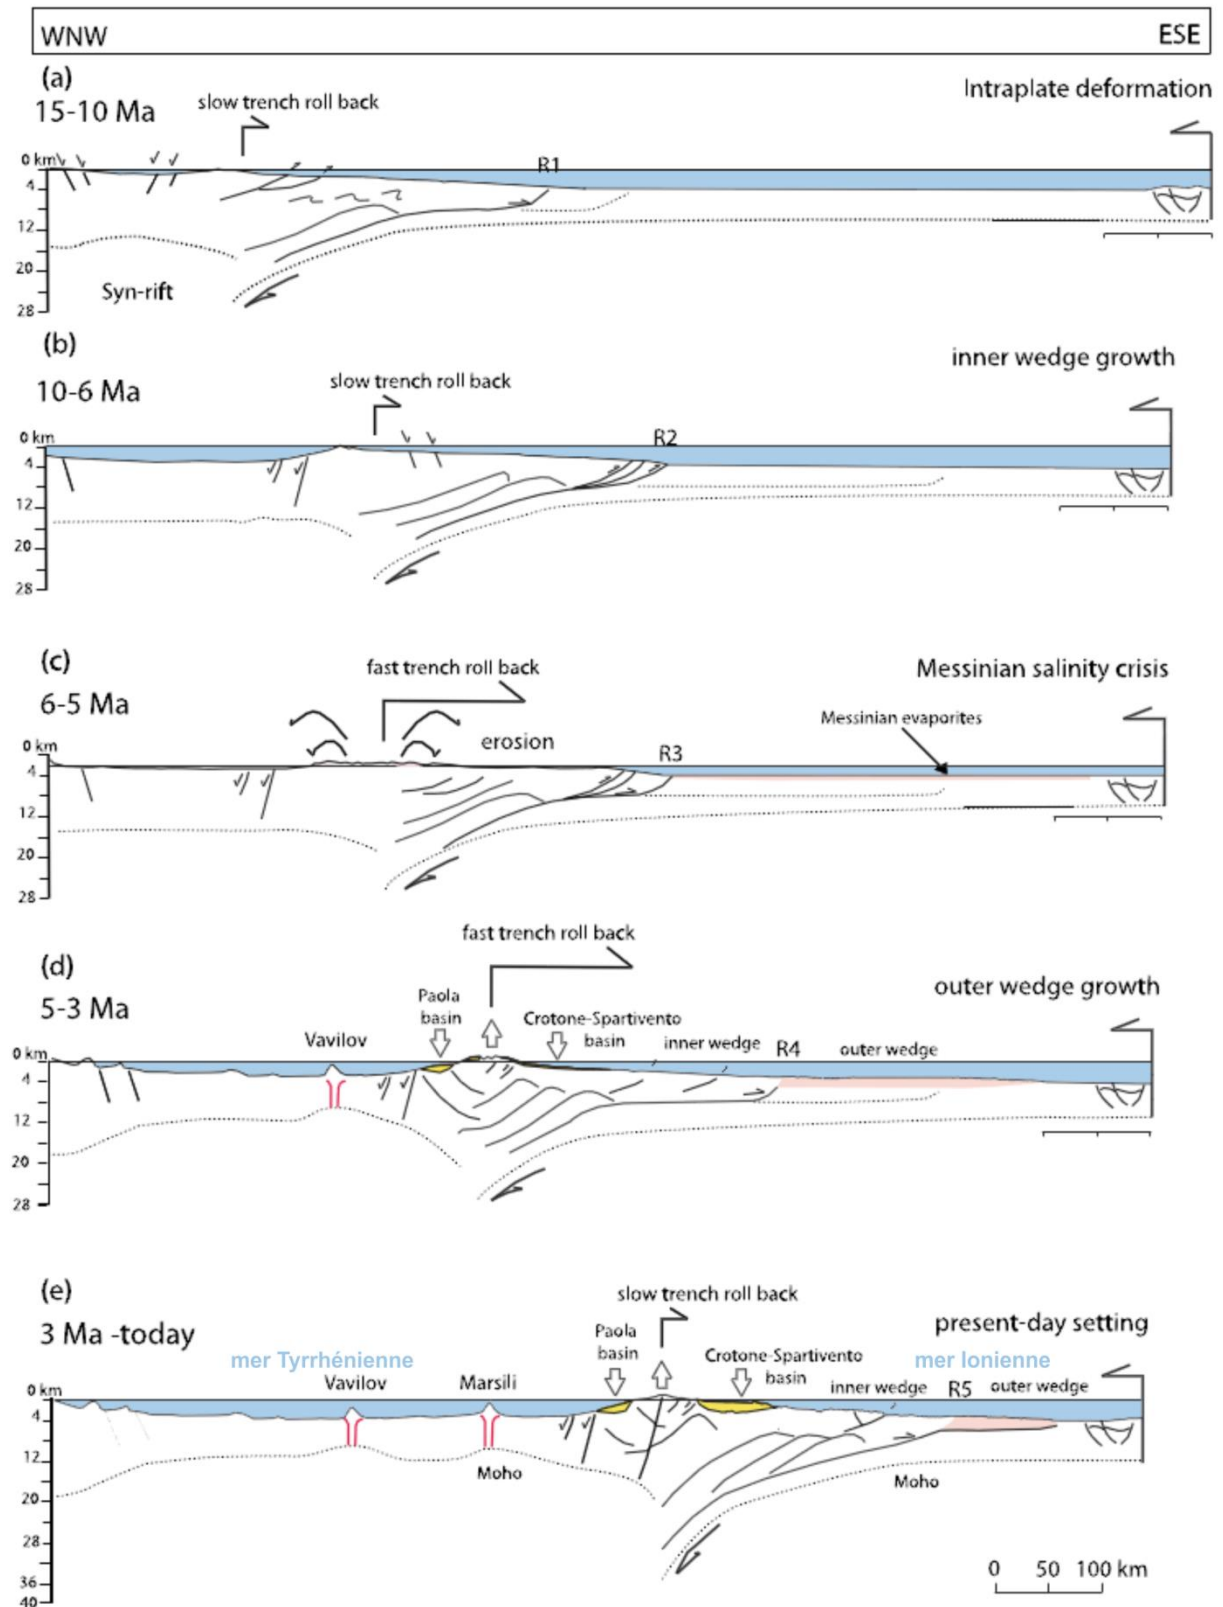 WNW ESE
(a)
15-10 Ma
slow trench roll back
Intraplate deformation
R1
0 km
4
12
20
28
Syn-rift
(b)
10-6 Ma
slow trench roll back
inner wedge growth
R2
0 km
4
12
20
28
(c)
6-5 Ma
fast trench roll back
Messinian salinity crisis
Messinian evaporites
erosion
R3
0 km
4
12
20
28
(d)
5-3 Ma
fast trench roll back
outer wedge growth
Vavilov
Paola
basin
Crotone-Spartivento
basin
inner wedge
R4
outer wedge
0 km
4
12
20
28
(e)
3 Ma -today
slow trench roll back
present-day setting
mer Tyrrhénienne
Vavilov
Marsili
Paola
basin
Crotone-Spartivento
basin
mer Ionienne
inner wedge
R5
outer wedge
0 km
4
12
20
28
36
40
Moho
Moho
0 50 100 km